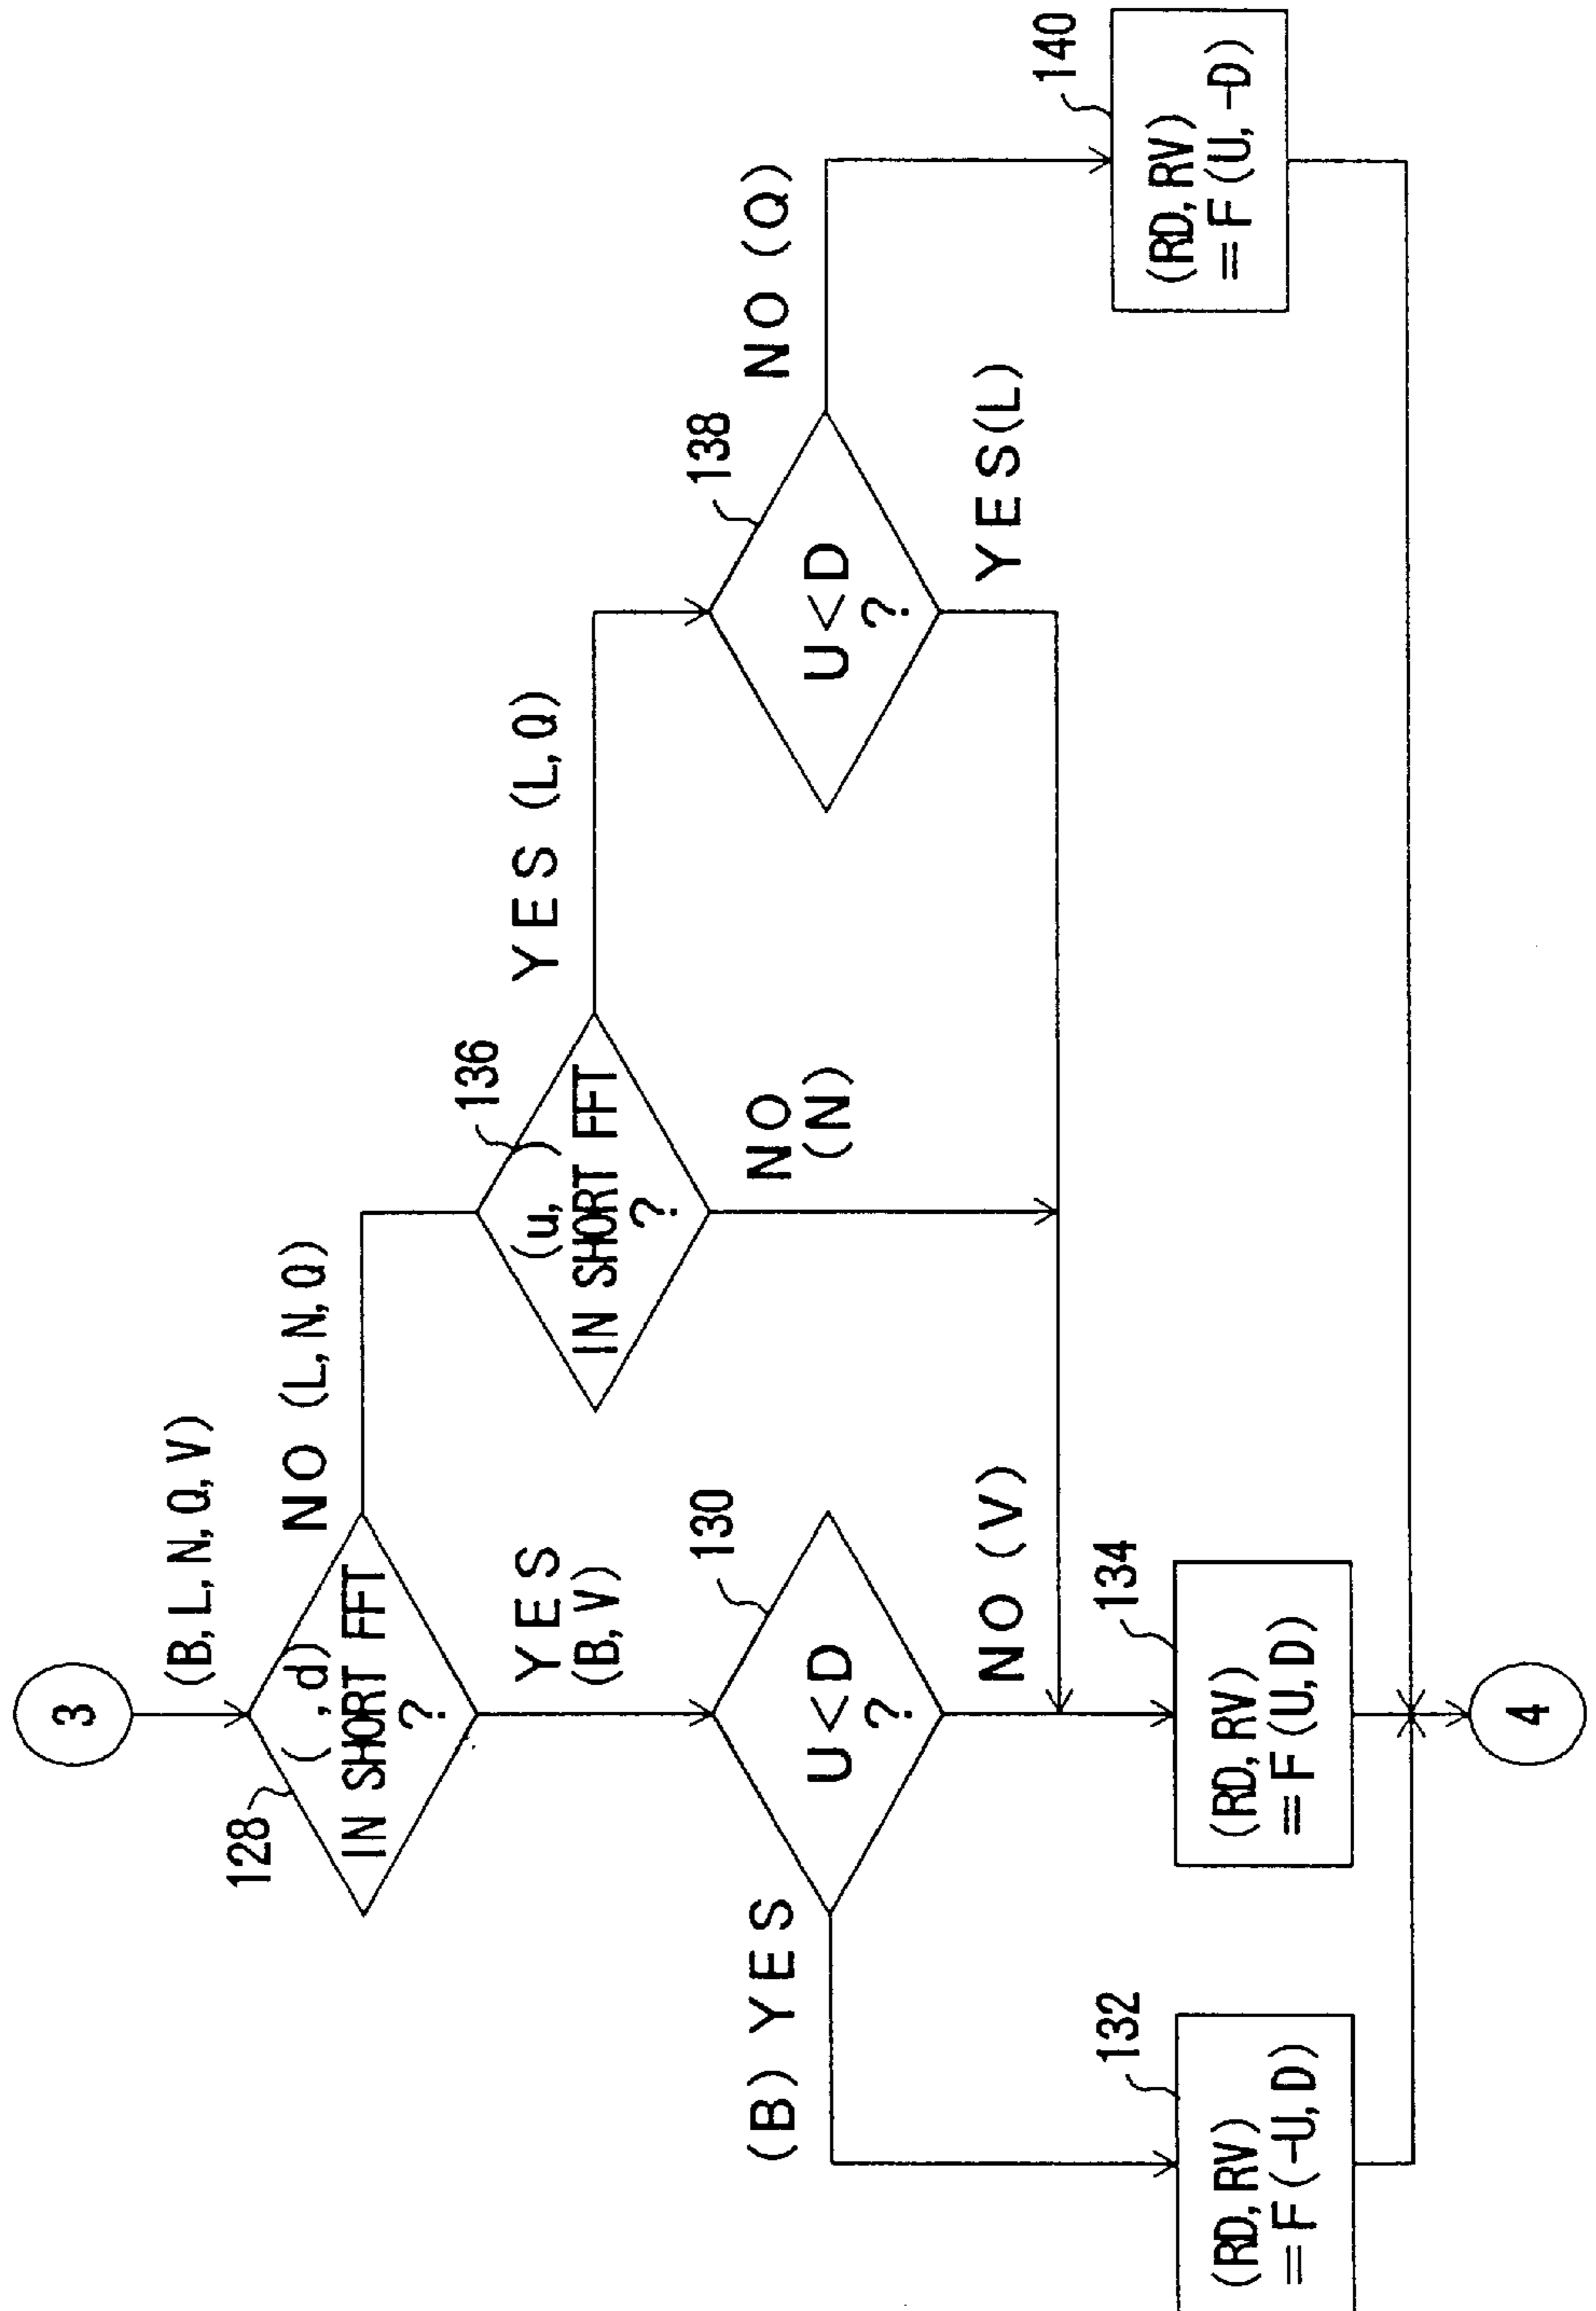 3
(B, L, N, Q, V)
128
( , d)
IN SHORT FFT
?
NO (L, N, Q)
YES
(B, V)
136
(u, )
IN SHORT FFT
?
YES (L, Q)
NO
(N)
130
U<D
?
(B) YES
NO (V)
138
U<D
?
NO (Q)
YES(L)
132
(RD, RV)
=F (-U, D)
134
(RD, RV)
=F (U, D)
140
(RD, RV)
=F (U, -D)
4